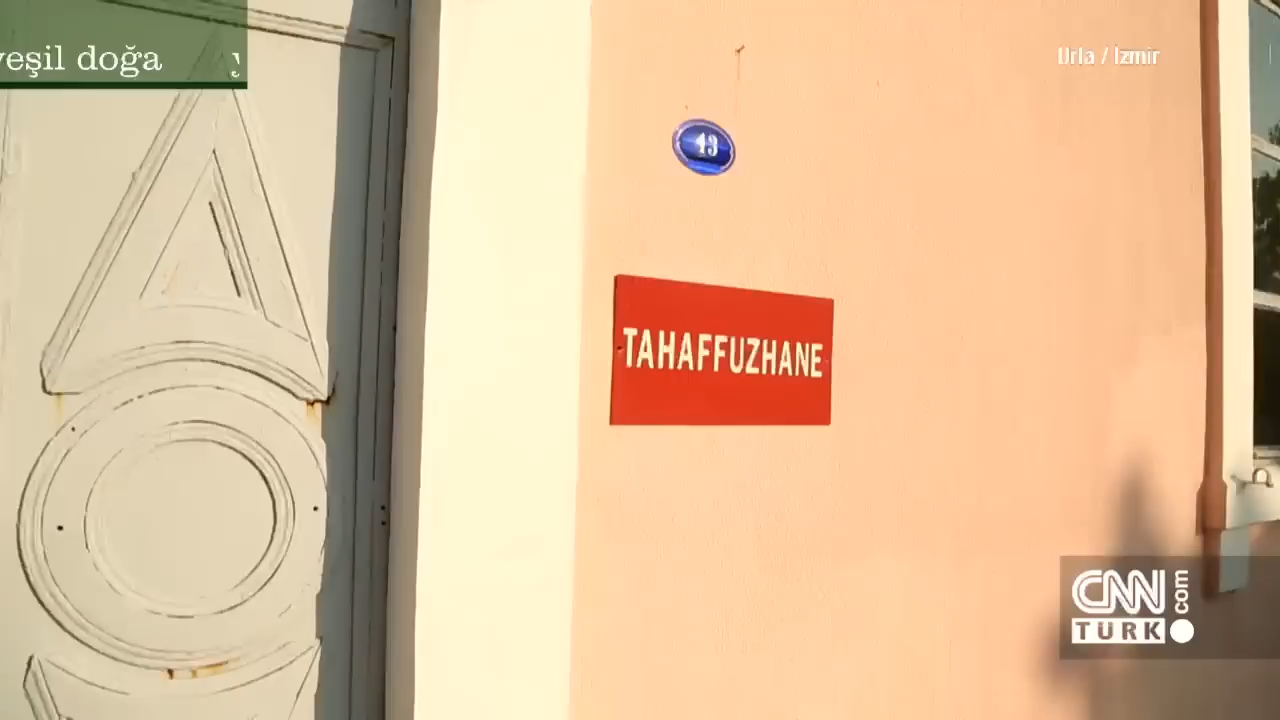 yeşil doğa y
Urla / İzmir
43
TAHAFFUZHANE
CNN
TURK
.com